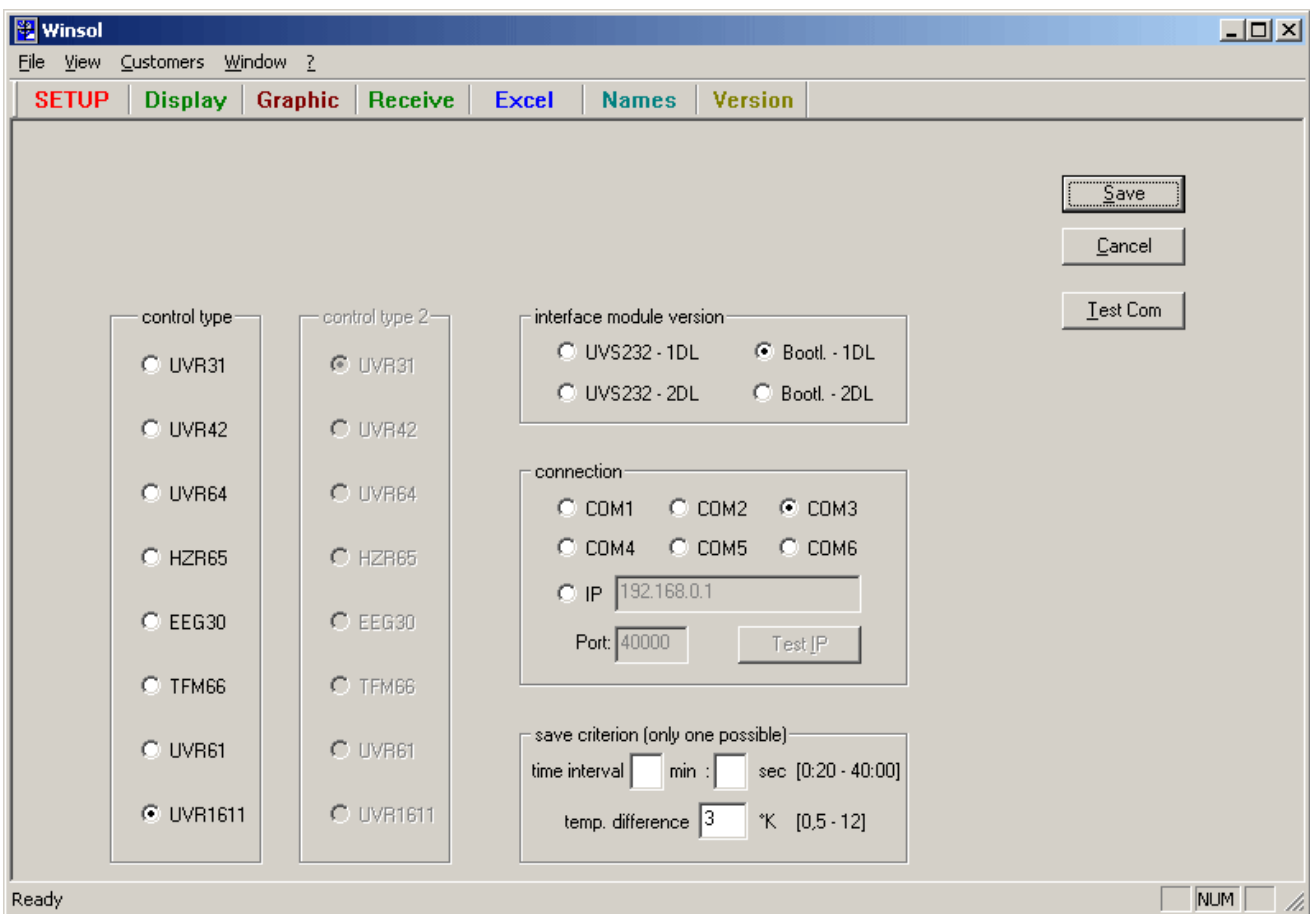 Winsol
File View Customers Window ?
SETUP Display Graphic Receive Excel Names Version
Save
Cancel
Test Com
control type
UVR31
UVR42
UVR64
HZR65
EEG30
TFM66
UVR61
UVR1611
control type 2
UVR31
UVR42
UVR64
HZR65
EEG30
TFM66
UVR61
UVR1611
interface module version
UVS232 - 1DL Bootl. - 1DL
UVS232 - 2DL Bootl. - 2DL
connection
COM1 COM2 COM3
COM4 COM5 COM6
IP 192.168.0.1
Port: 40000 Test IP
save criterion (only one possible)
time interval min : sec [0:20 - 40:00]
temp. difference 3 °K [0,5 - 12]
Ready NUM